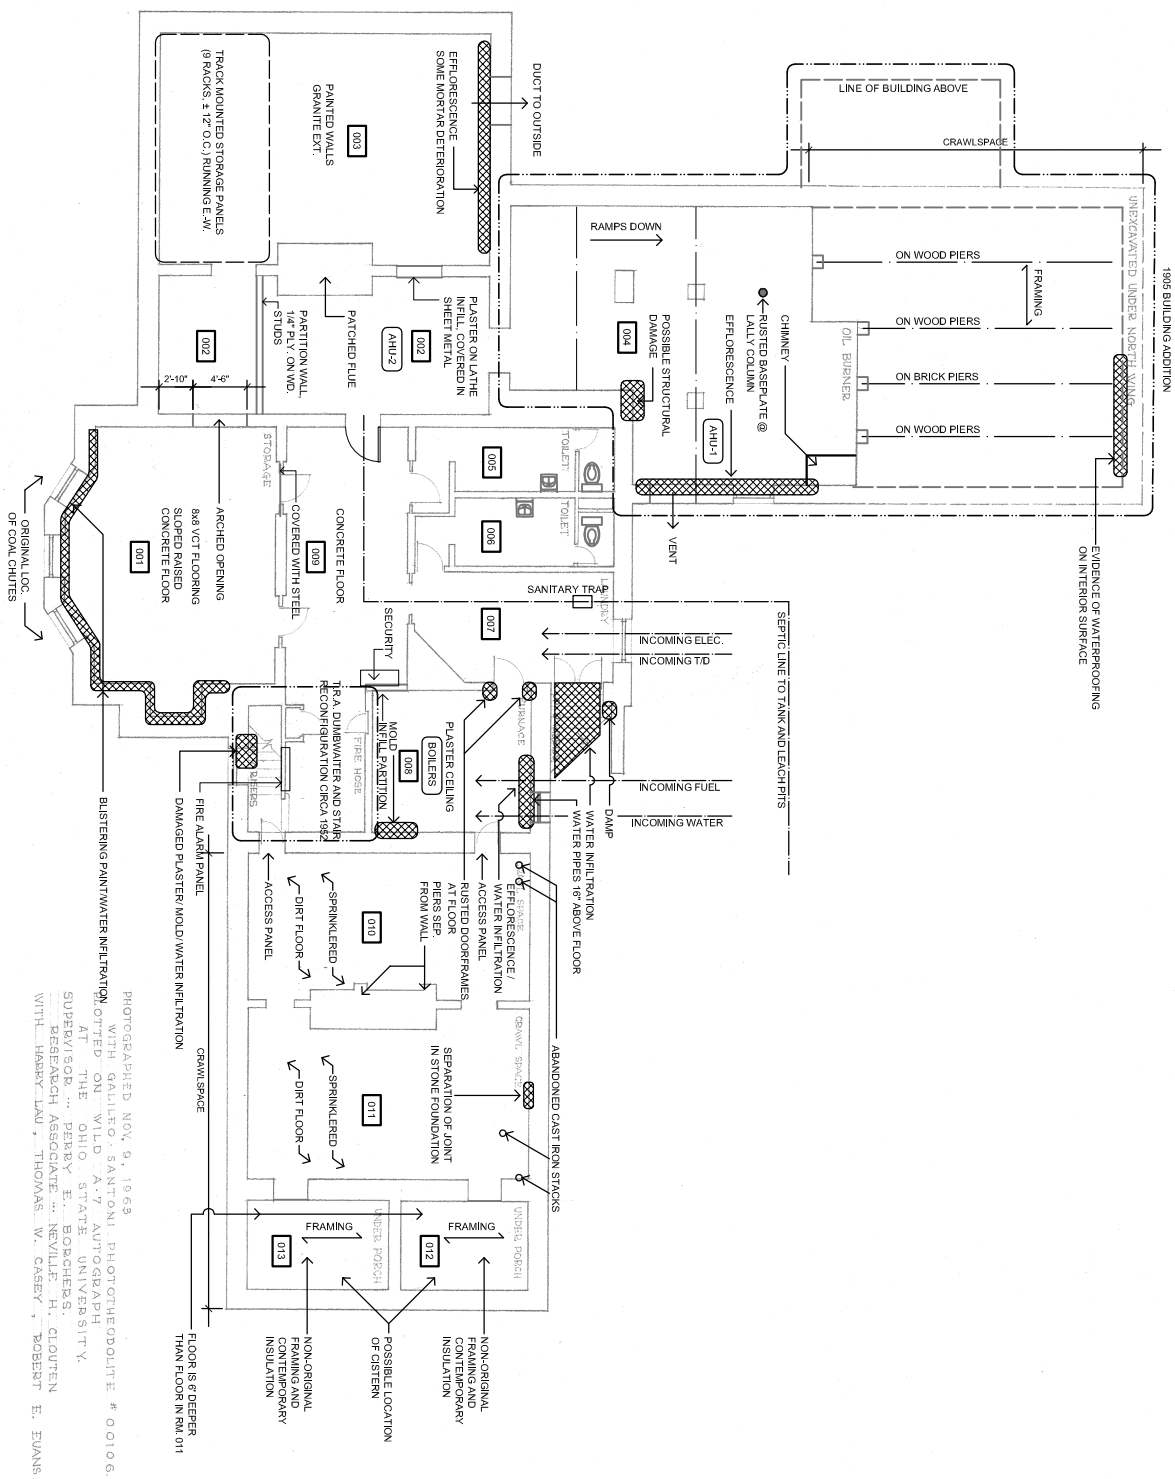 LINE OF BUILDING ABOVE
CRAWLSPACE
UNEXCAVATED UNDER NORTH WING
1905 BUILDING ADDITION
DUCT TO OUTSIDE
EFFLORESCENCE
SOME MORTAR DETERIORATION
TRACK MOUNTED STORAGE PANELS
(9 RACKS, ± 12" O.C.) RUNNING E.-W.
PAINTED WALLS
GRANITE EXT.
003
RAMPS DOWN
ON WOOD PIERS
FRAMING
ON WOOD PIERS
ON BRICK PIERS
ON WOOD PIERS
OIL BURNER
CHIMNEY
RUSTED BASEPLATE @
LALLY COLUMN
EFFLORESCENCE
AHU-1
004
POSSIBLE STRUCTURAL
DAMAGE
VENT
EVIDENCE OF WATERPROOFING
ON INTERIOR SURFACE
PLASTER ON LATHE
INFILL, COVERED IN
SHEET METAL
002
AHU-2
PATCHED FLUE
PARTITION WALL,
1/4" PLY. ON WD.
STUDS
002
2'-10"
4'-6"
STORAGE
ARCHED OPENING
8x8 VCT FLOORING
SLOPED RAISED
CONCRETE FLOOR
001
ORIGINAL LOC.
OF COAL CHUTES
COVERED WITH STEEL
009
CONCRETE FLOOR
TOILET
005
TOILET
006
SANITARY TRAP
LAUNDRY
007
SECURITY
INCOMING ELEC.
INCOMING T/D
SEPTIC LINE TO TANK AND LEACH PITS
T.R.A. DUMBWAITER AND STAIR
RECONFIGURATION CIRCA 1952
FIRE HOSE
MOLD
INFILL PARTITION
008
BOILERS
PLASTER CEILING
FURNACE
INCOMING FUEL
INCOMING WATER
DAMP
WATER INFILTRATION
WATER PIPES 16" ABOVE FLOOR
EFFLORESCENCE /
WATER INFILTRATION
ACCESS PANEL
RUSTED DOORFRAMES
AT FLOOR
PIERS SEP.
FROM WALL
BLISTERING PAINT/WATER INFILTRATION
DAMAGED PLASTER/ MOLD/ WATER INFILTRATION
FIRE ALARM PANEL
ACCESS PANEL
DIRT FLOOR
SPRINKLERED
010
CRAWL SPACE
ABANDONED CAST IRON STACKS
CRAWLSPACE
DIRT FLOOR
SPRINKLERED
011
SEPARATION OF JOINT
IN STONE FOUNDATION
FRAMING
013
UNDER PORCH
FRAMING
012
UNDER PORCH
FLOOR IS 6' DEEPER
THAN FLOOR IN RM. 011
NON-ORIGINAL
FRAMING AND
CONTEMPORARY
INSULATION
POSSIBLE LOCATION
OF CISTERN
NON-ORIGINAL
FRAMING AND
CONTEMPORARY
INSULATION
PHOTOGRAPHED NOV. 9, 1963
WITH GALILEO-SANTONI PHOTOTHEODOLITE # 00106.
PLOTTED ON WILD A-7 AUTOGRAPH
AT THE OHIO STATE UNIVERSITY.
SUPERVISOR ... PERRY E. BORCHERS.
RESEARCH ASSOCIATE ... NEVILLE H. CLOUTEN
WITH HARRY LAU, THOMAS W. CASEY, ROBERT E. EVANS.